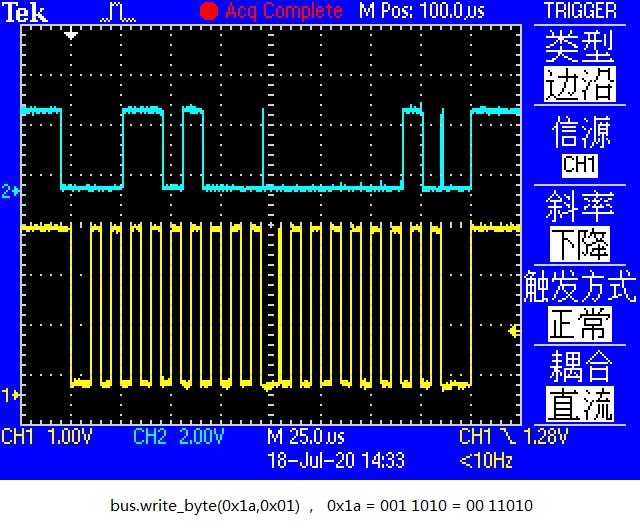 Tek Acq Complete M Pos: 100.0µs TRIGGER
类型
边沿
信源
CH1
斜率
下降
触发方式
正常
耦合
直流
2
1
CH1 1.00V CH2 2.00V M 25.0µs CH1 1.28V
18-Jul-20 14:33 <10Hz
bus.write_byte(0x1a,0x01) , 0x1a = 001 1010 = 00 11010